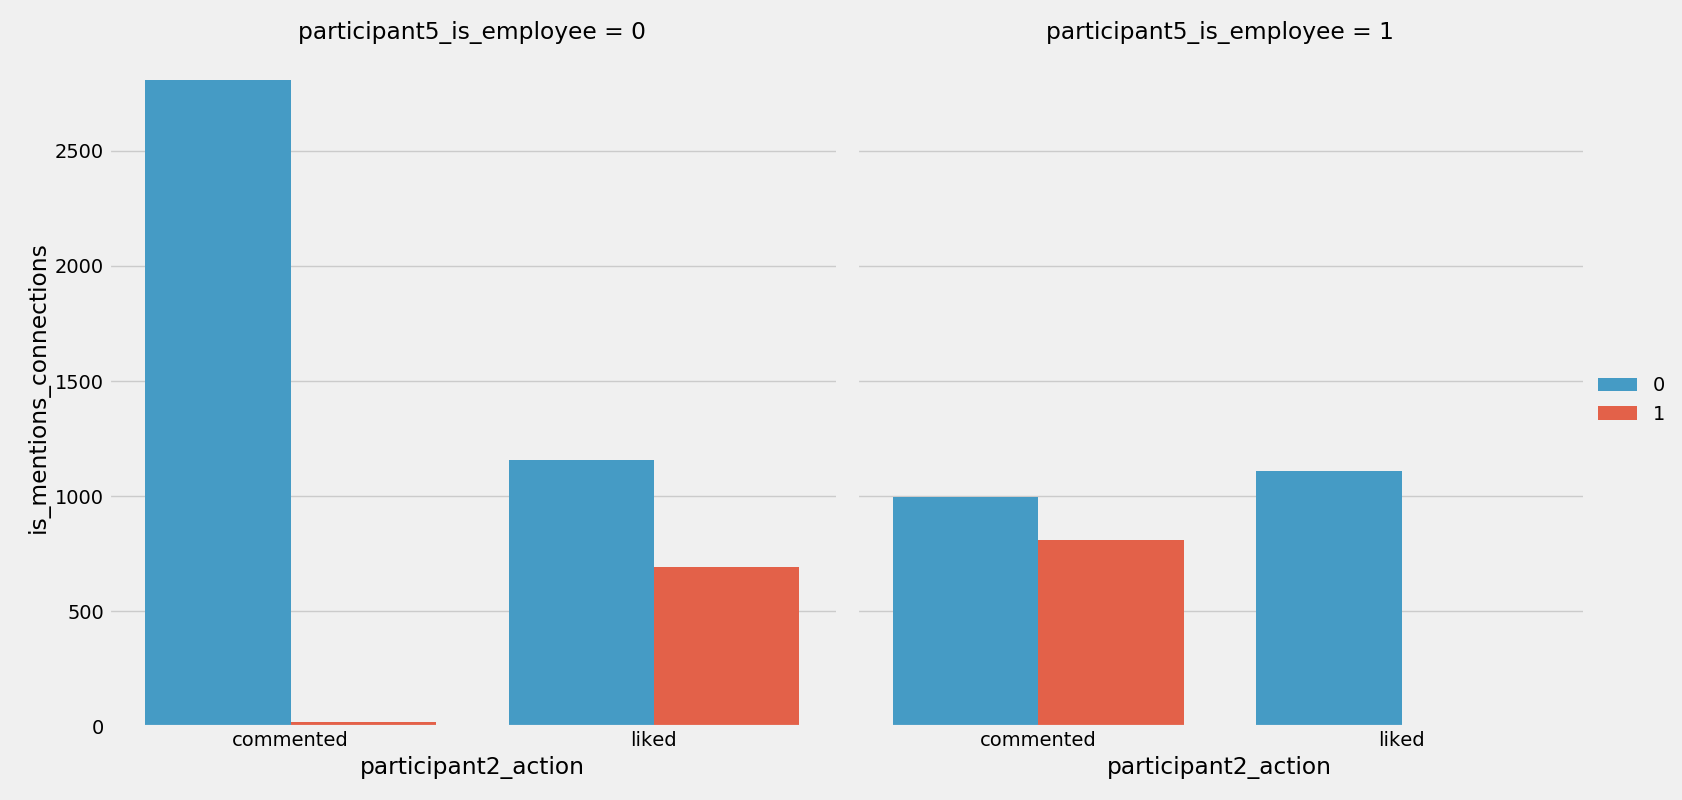 participant5_is_employee = 0
participant5_is_employee = 1
is_mentions_connections
2500
2000
1500
1000
500
0
commented
liked
commented
liked
participant2_action
participant2_action
0
1